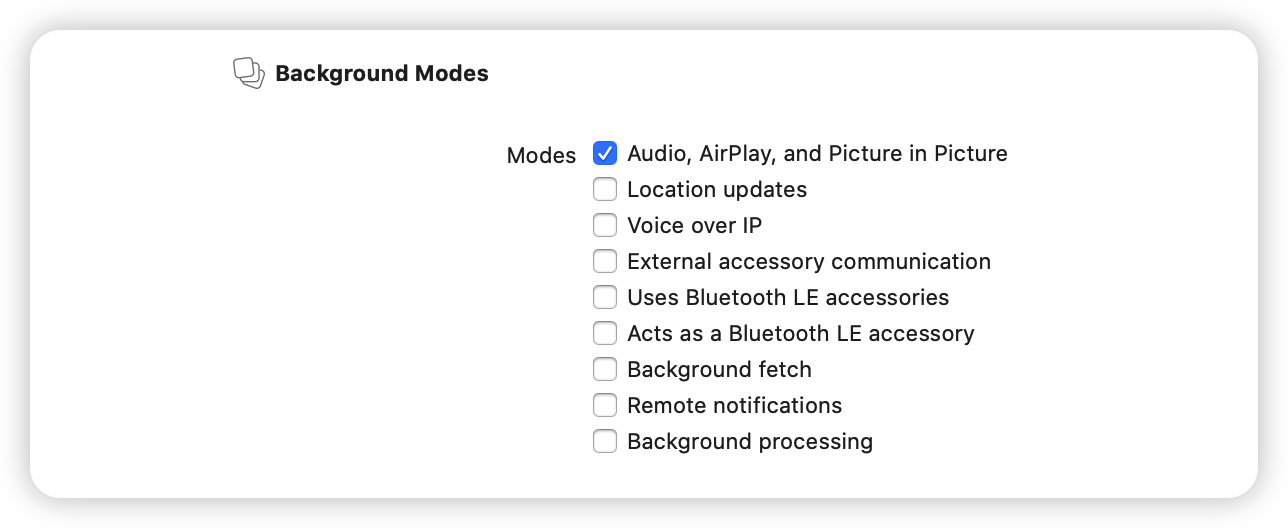 Background Modes
Modes Audio, AirPlay, and Picture in Picture
Location updates
Voice over IP
External accessory communication
Uses Bluetooth LE accessories
Acts as a Bluetooth LE accessory
Background fetch
Remote notifications
Background processing